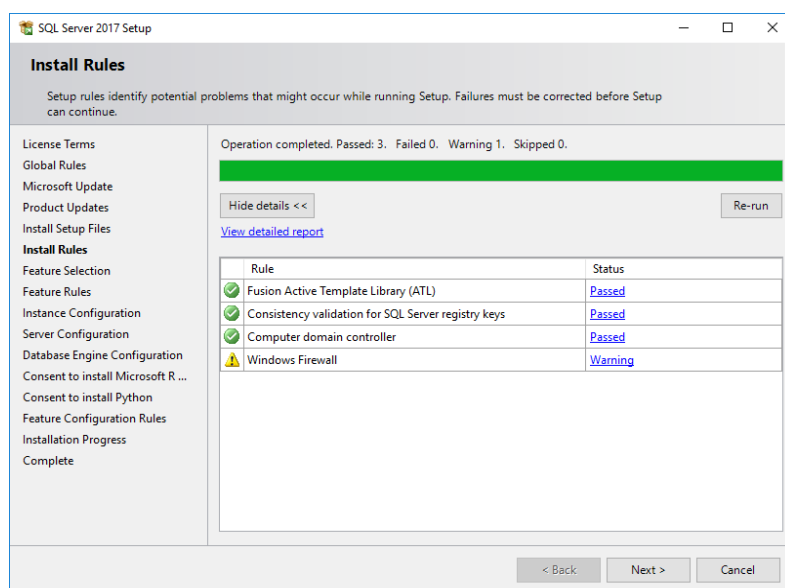 SQL Server 2017 Setup
Install Rules
Setup rules identify potential problems that might occur while running Setup. Failures must be corrected before Setup
can continue.
License Terms
Global Rules
Microsoft Update
Product Updates
Install Setup Files
Install Rules
Feature Selection
Feature Rules
Instance Configuration
Server Configuration
Database Engine Configuration
Consent to install Microsoft R ...
Consent to install Python
Feature Configuration Rules
Installation Progress
Complete
Operation completed. Passed: 3. Failed 0. Warning 1. Skipped 0.
Hide details <<
Re-run
View detailed report
Rule Status
Fusion Active Template Library (ATL) Passed
Consistency validation for SQL Server registry keys Passed
Computer domain controller Passed
Windows Firewall Warning
< Back Next > Cancel